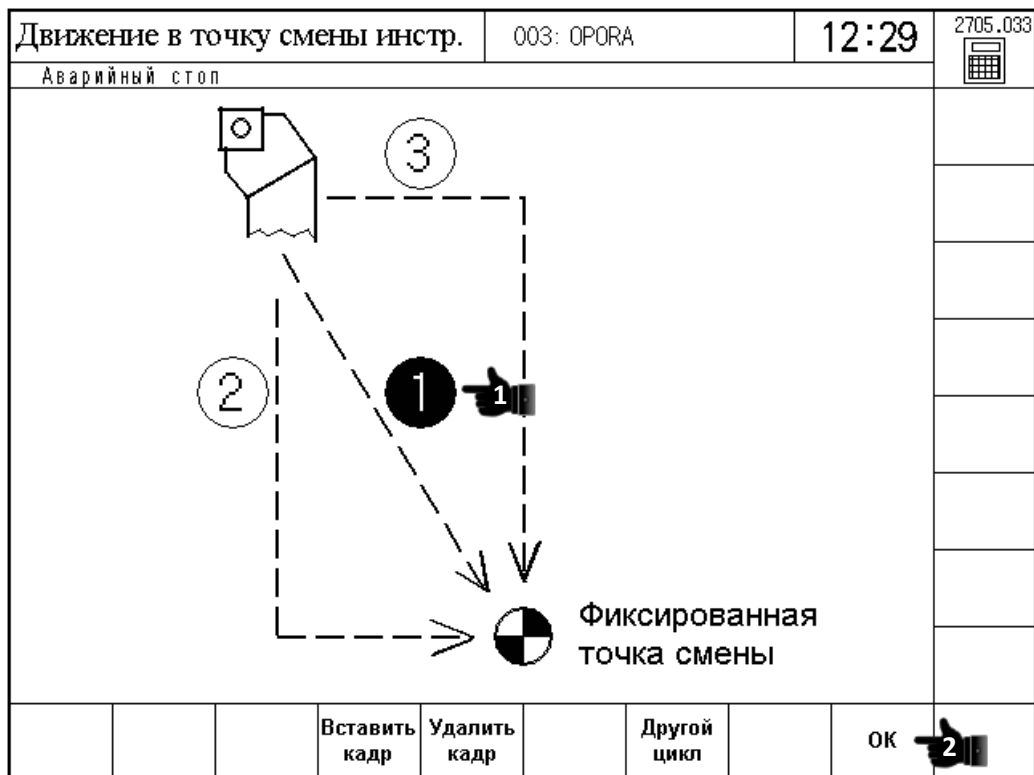 Движение в точку смены инстр.
003: OPORA
12:29
2705.033
Аварийный стоп
3
2
1
1
Фиксированная
точка смены
Вставить
кадр
Удалить
кадр
Другой
цикл
OK
2